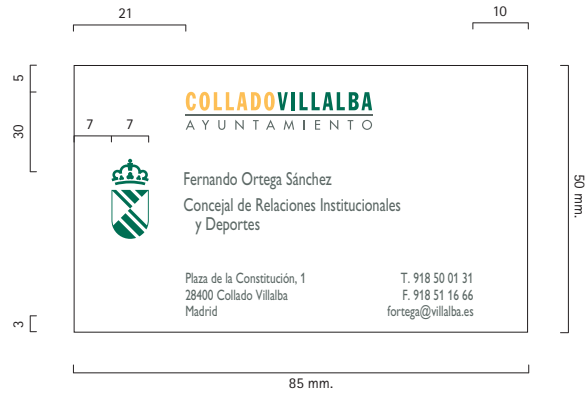 21
10
5
COLLADOVILLALBA
AYUNTAMIENTO
7 7
30
Fernando Ortega Sánchez
Concejal de Relaciones Institucionales
y Deportes
50 mm.
Plaza de la Constitución, 1
28400 Collado Villalba
Madrid
T. 918 50 01 31
F. 918 51 16 66
fortega@villalba.es
3
85 mm.